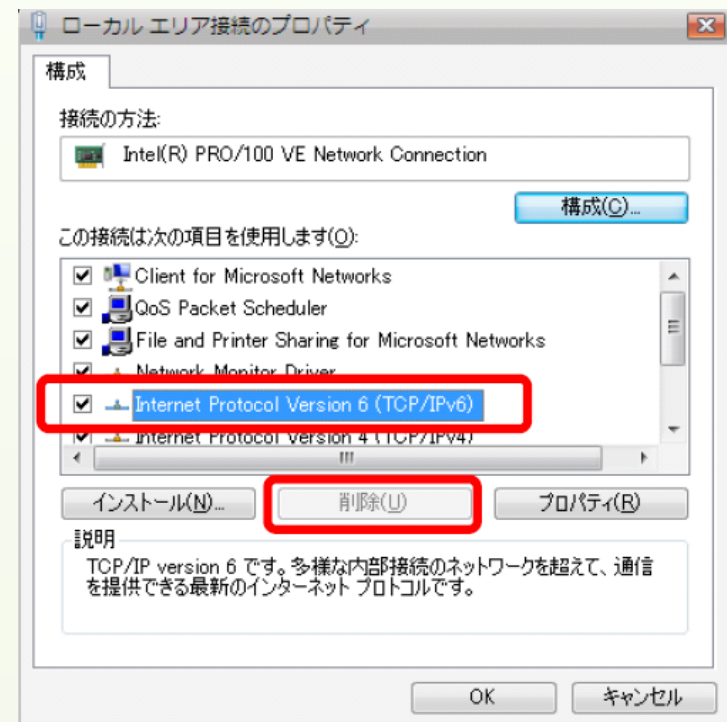 ローカル エリア接続のプロパティ
構成
接続の方法:
Intel(R) PRO/100 VE Network Connection
構成(C)...
この接続は次の項目を使用します(O):
Client for Microsoft Networks
QoS Packet Scheduler
File and Printer Sharing for Microsoft Networks
Network Monitor Driver
Internet Protocol Version 6 (TCP/IPv6)
Internet Protocol Version 4 (TCP/IPv4)
インストール(N)...
削除(U)
プロパティ(R)
説明
TCP/IP version 6 です。多様な内部接続のネットワークを超えて、通信
を提供できる最新のインターネット プロトコルです。
OK
キャンセル